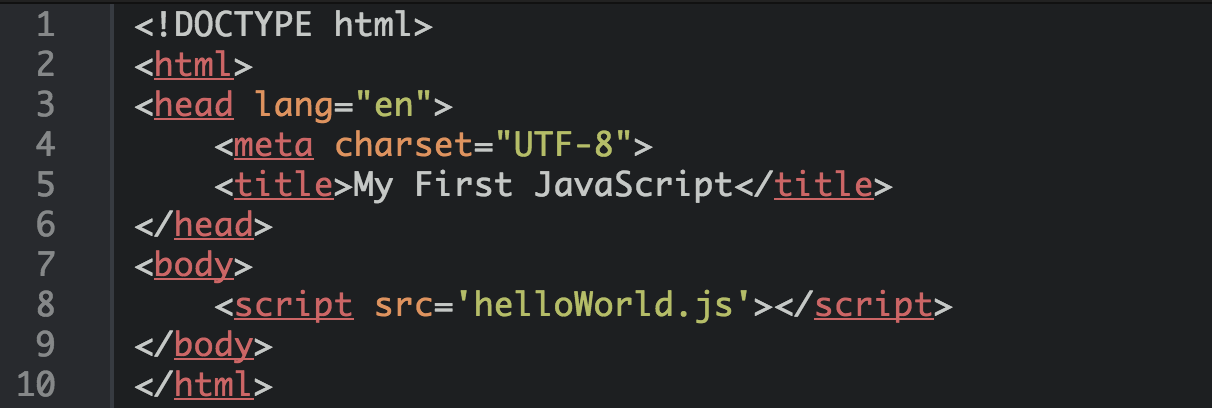 1 <!DOCTYPE html>
2 <html>
3 <head lang="en">
4     <meta charset="UTF-8">
5     <title>My First JavaScript</title>
6 </head>
7 <body>
8     <script src='helloWorld.js'></script>
9 </body>
10 </html>